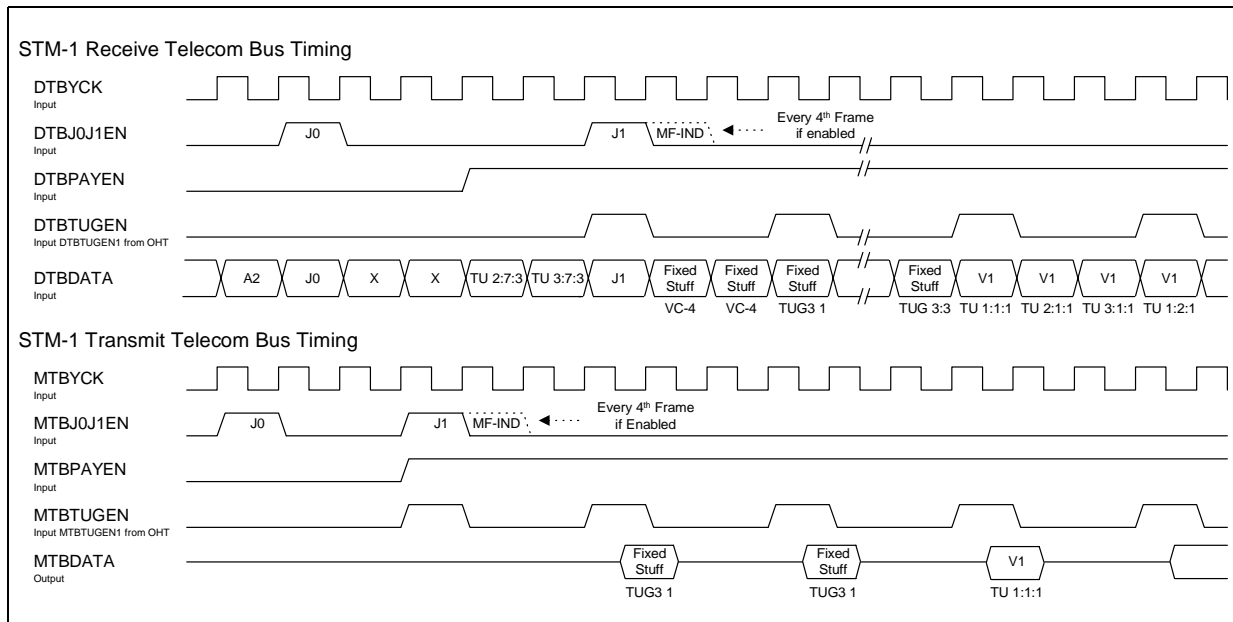 STM-1 Receive Telecom Bus Timing
DTBYCK
Input
DTBJ0J1EN
Input
J0
J1
MF-IND
Every 4th Frame
if enabled
DTBPAYEN
Input
DTBTUGEN
Input DTBTUGEN1 from OHT
DTBDATA
Input
A2
J0
X
X
TU 2:7:3
TU 3:7:3
J1
Fixed
Stuff
Fixed
Stuff
Fixed
Stuff
Fixed
Stuff
V1
V1
V1
V1
VC-4
VC-4
TUG3 1
TUG 3:3
TU 1:1:1
TU 2:1:1
TU 3:1:1
TU 1:2:1
STM-1 Transmit Telecom Bus Timing
MTBYCK
Input
MTBJ0J1EN
Input
J0
J1
MF-IND
Every 4th Frame
if Enabled
MTBPAYEN
Input
MTBTUGEN
Input MTBTUGEN1 from OHT
MTBDATA
Output
Fixed
Stuff
Fixed
Stuff
V1
TUG3 1
TUG3 1
TU 1:1:1